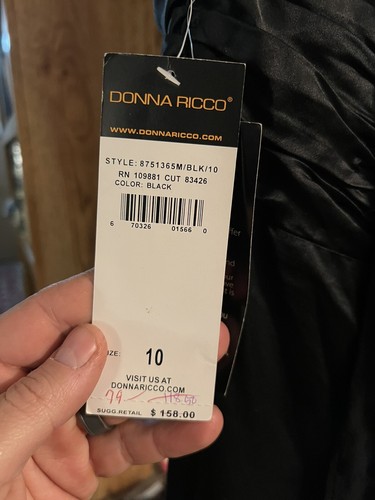 DONNA RICCO®
WWW.DONNARICCO.COM
STYLE: 8751365M/BLK/10
RN 109881 CUT 83426
COLOR: BLACK
6 70326 01566 0
SIZE: 10
VISIT US AT
DONNARICCO.COM
79
SUGG.RETAIL $ 158.00